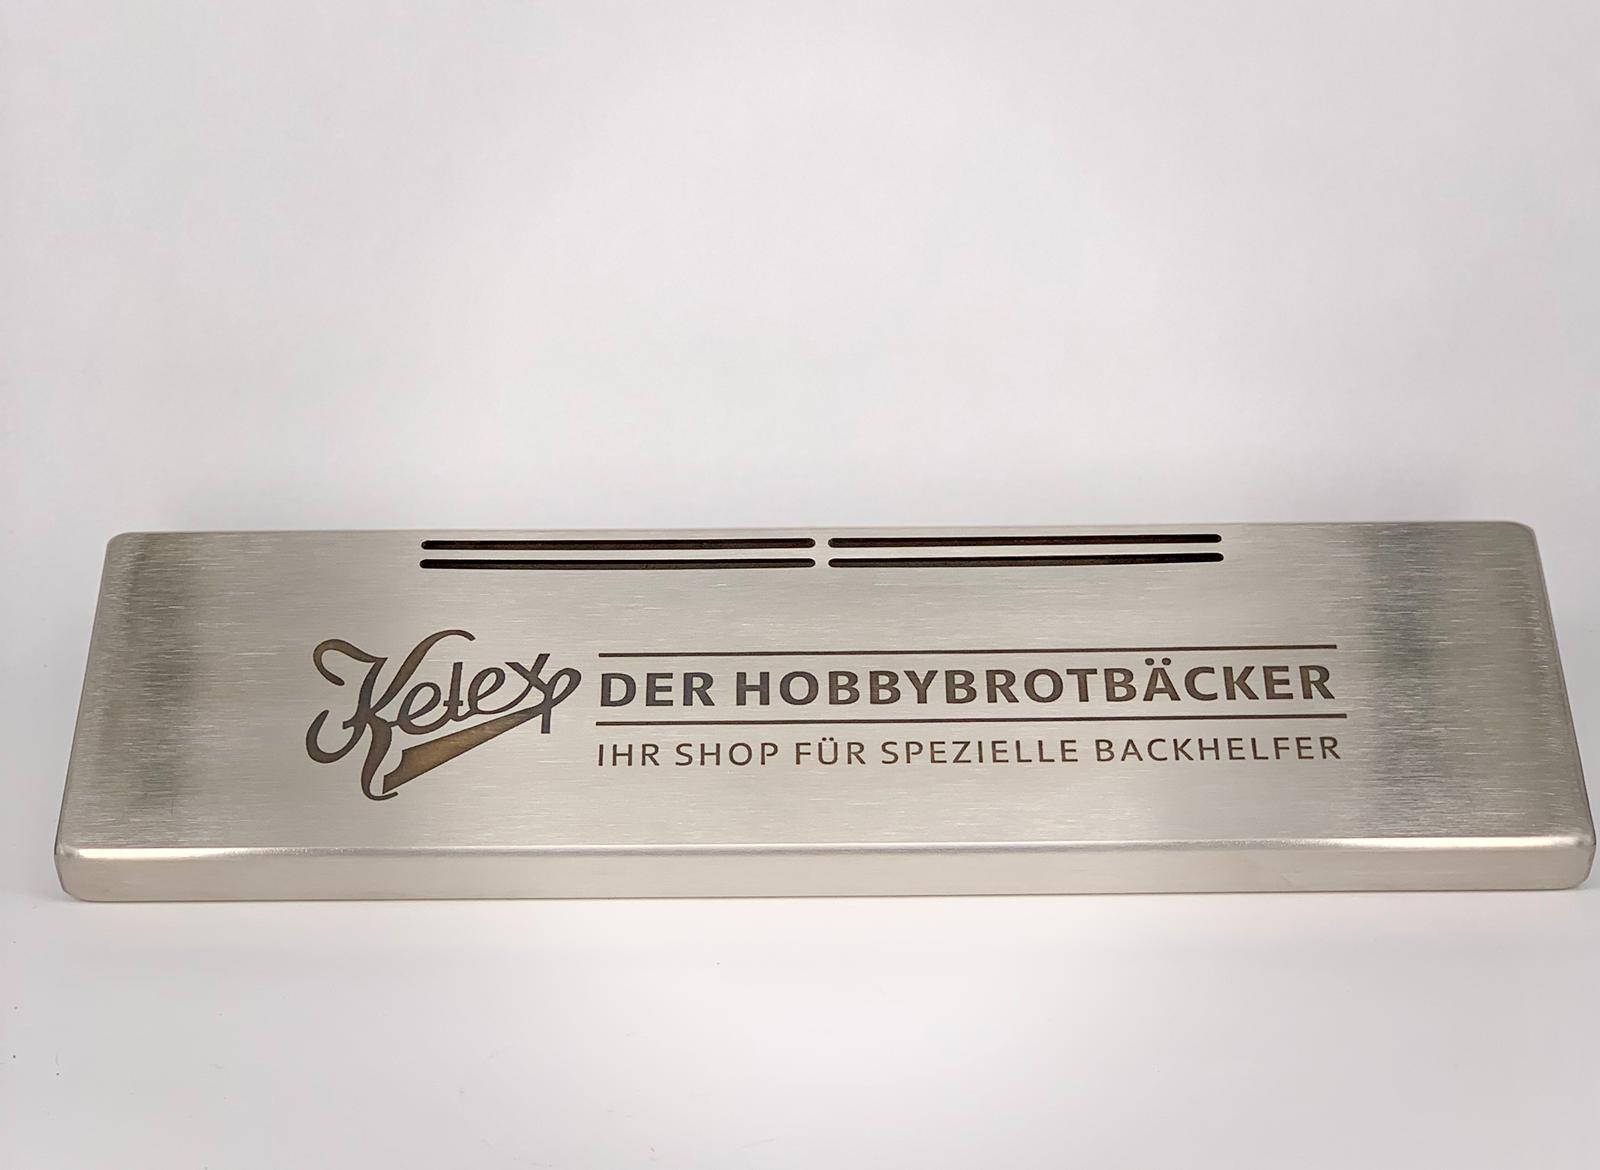 Ketex
DER HOBBYBROTBÄCKER
IHR SHOP FÜR SPEZIELLE BACKHELFER